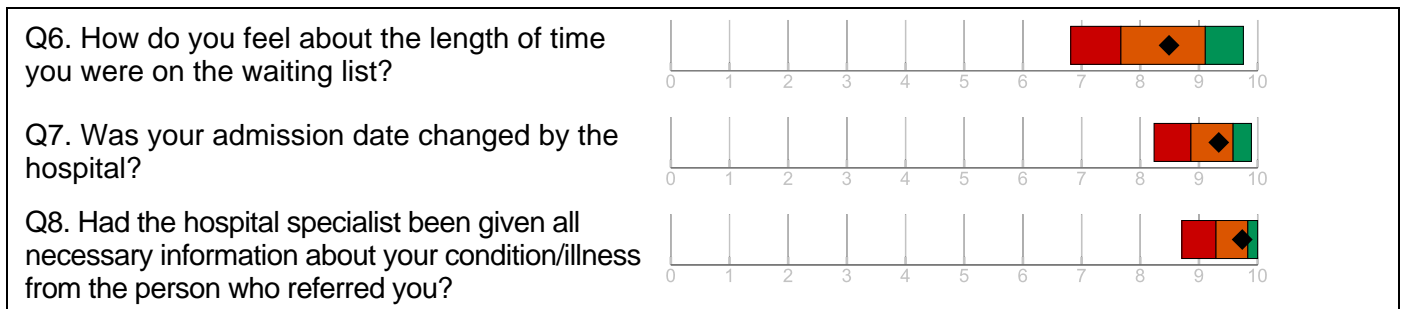 Q6. How do you feel about the length of time
you were on the waiting list?
0 1 2 3 4 5 6 7 8 9 10
Q7. Was your admission date changed by the
hospital?
0 1 2 3 4 5 6 7 8 9 10
Q8. Had the hospital specialist been given all
necessary information about your condition/illness
from the person who referred you?
0 1 2 3 4 5 6 7 8 9 10